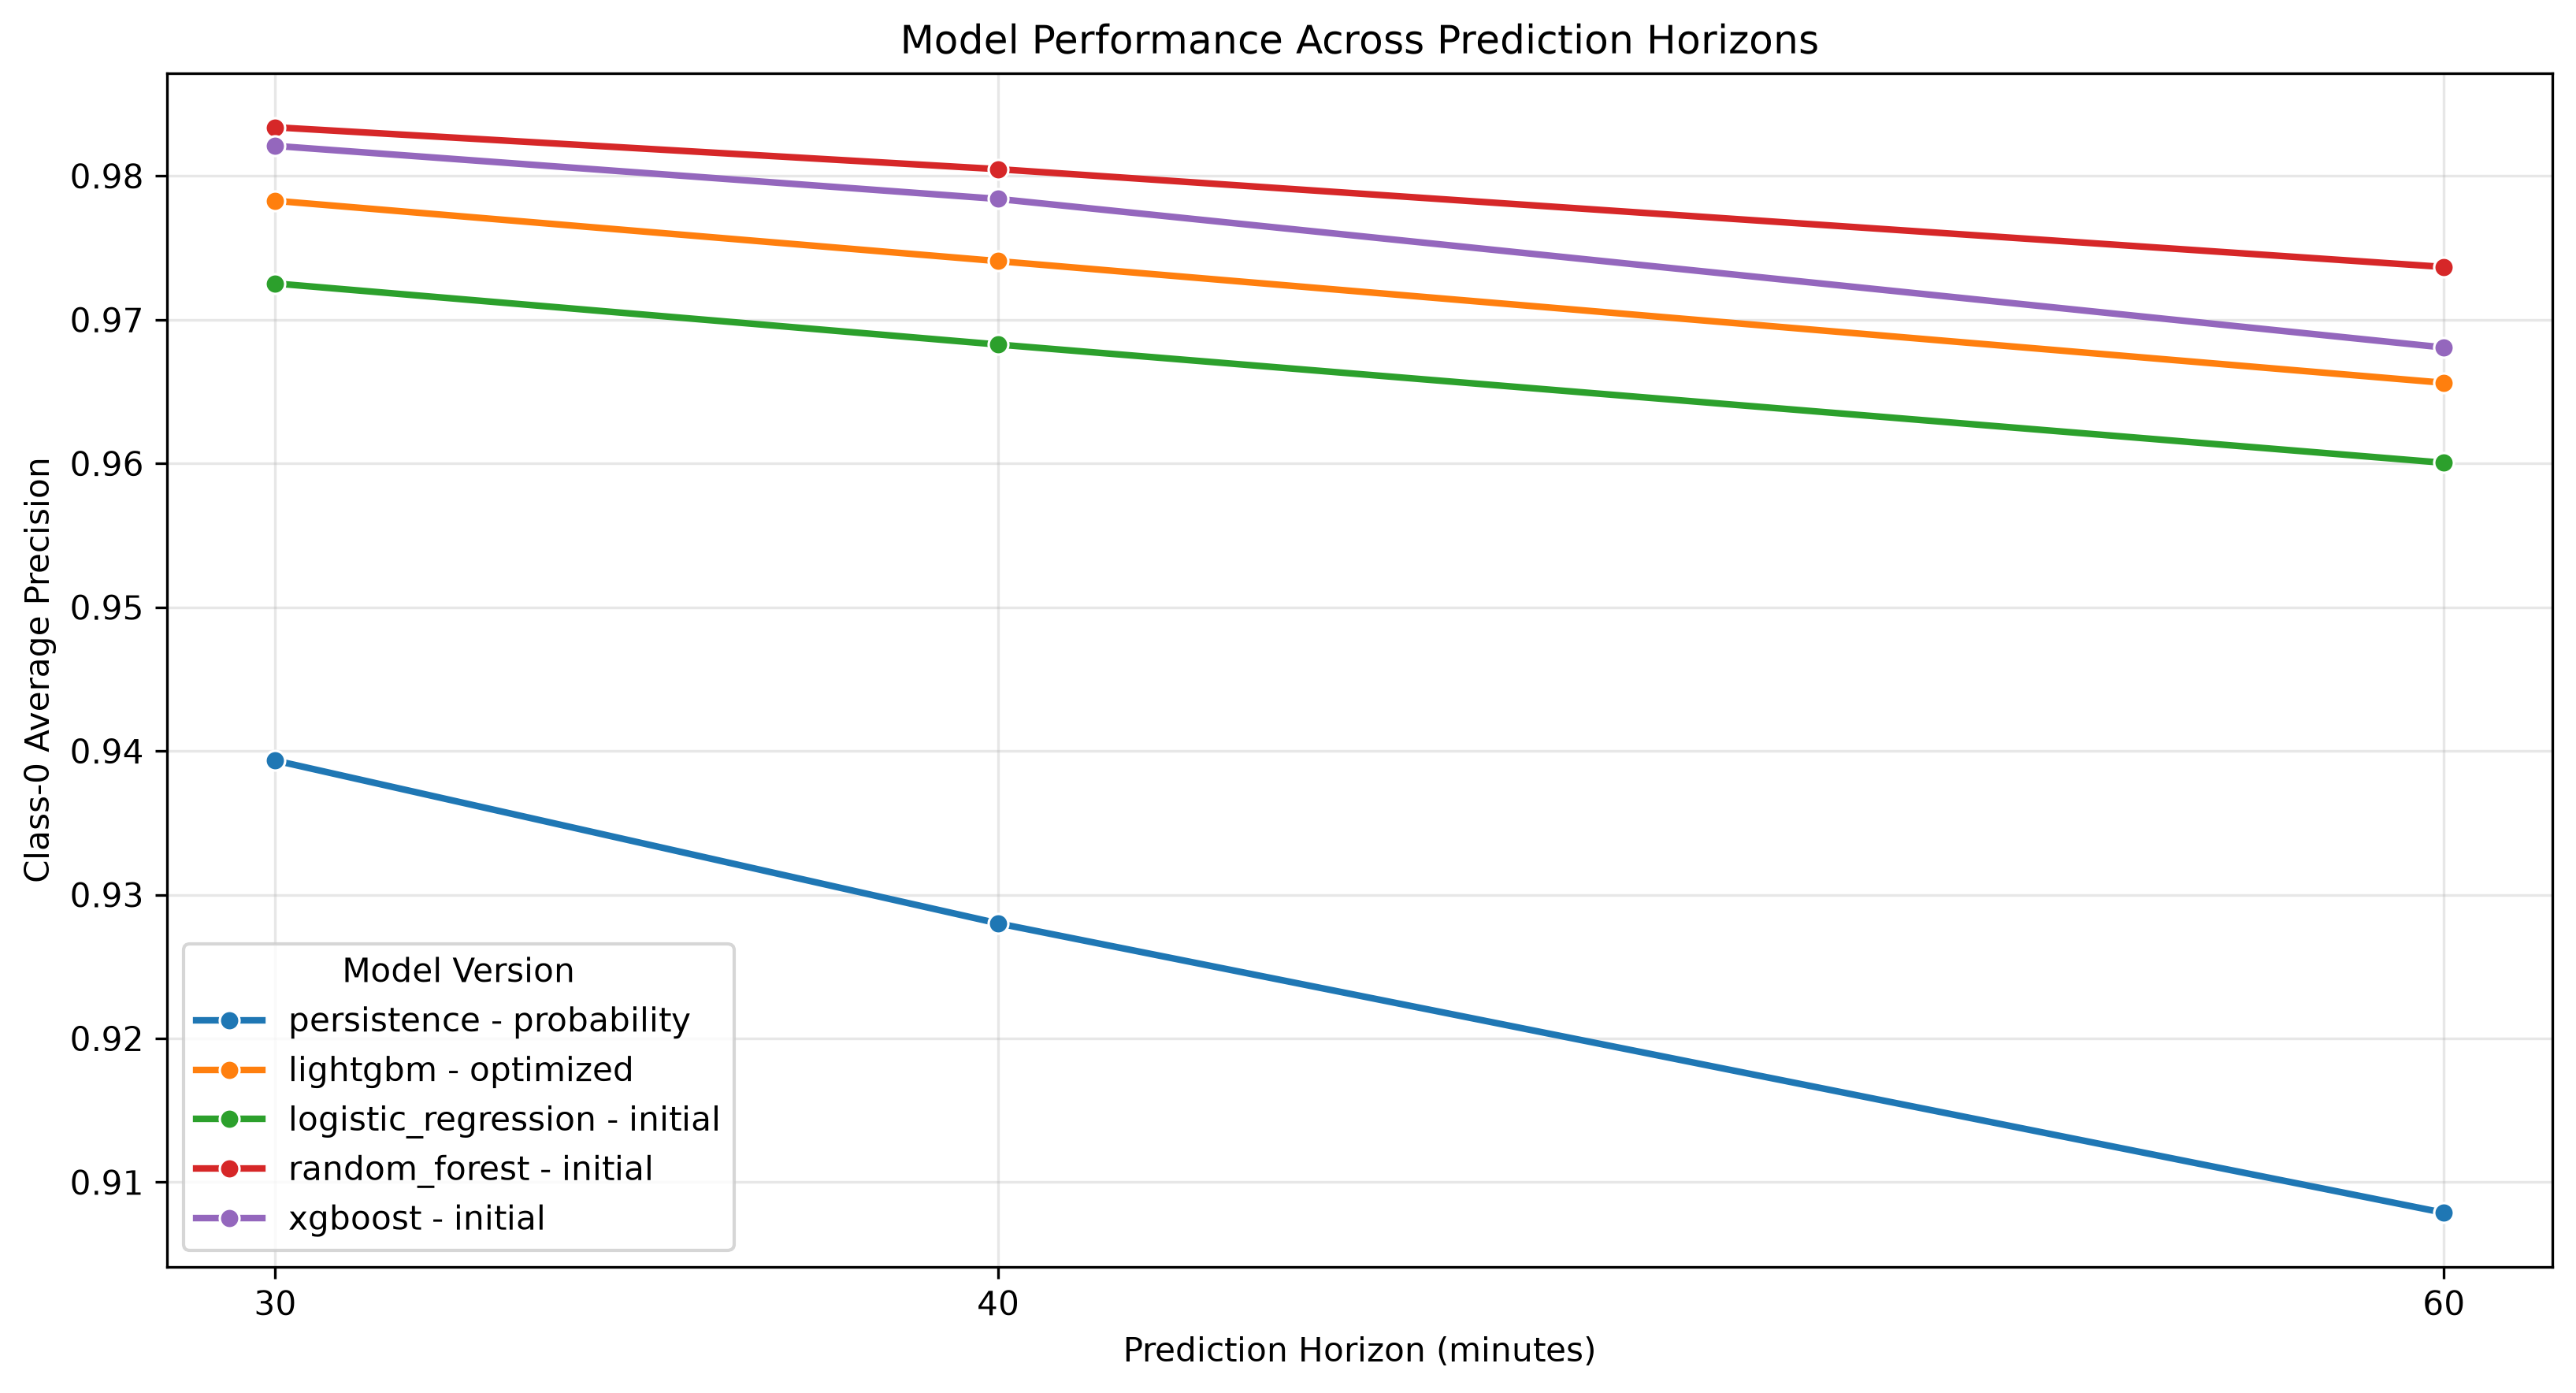 Model Performance Across Prediction Horizons
Class-0 Average Precision
0.98
0.97
0.96
0.95
0.94
0.93
0.92
0.91
Model Version
persistence - probability
lightgbm - optimized
logistic_regression - initial
random_forest - initial
xgboost - initial
30 40 60
Prediction Horizon (minutes)